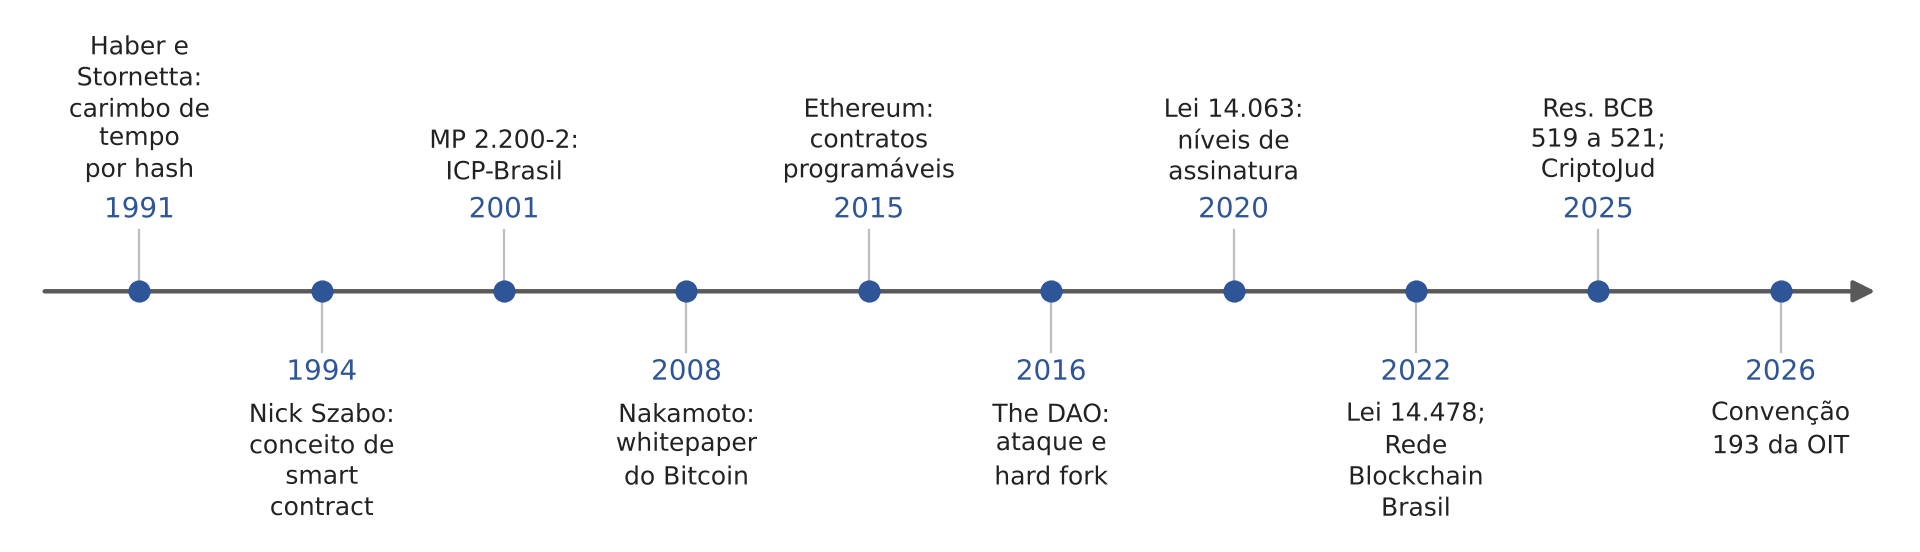 Haber e
Stornetta:
carimbo de
tempo
por hash
1991
1994
Nick Szabo:
conceito de
smart
contract
MP 2.200-2:
ICP-Brasil
2001
2008
Nakamoto:
whitepaper
do Bitcoin
Ethereum:
contratos
programáveis
2015
2016
The DAO:
ataque e
hard fork
Lei 14.063:
níveis de
assinatura
2020
2022
Lei 14.478;
Rede
Blockchain
Brasil
Res. BCB
519 a 521;
CriptoJud
2025
2026
Convenção
193 da OIT